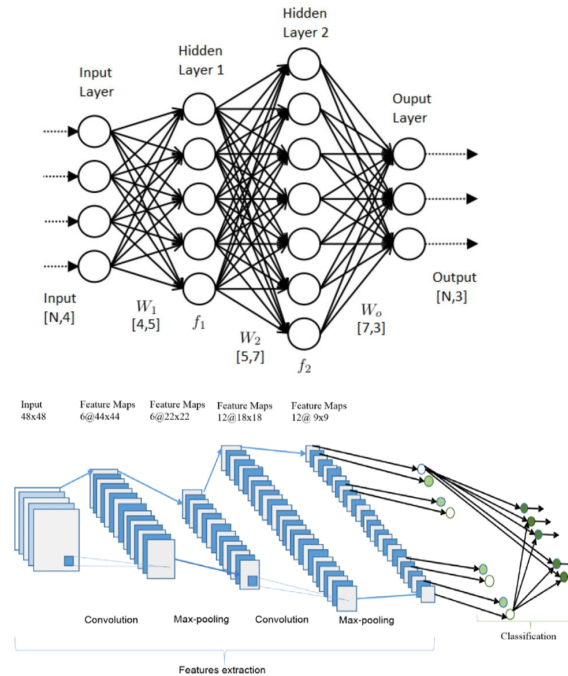 Hidden
Layer 2
Hidden
Layer 1
Input
Layer
Ouput
Layer
Input
[N,4]
W₁
[4,5]
f₁
W₂
[5,7]
f₂
Wₒ
[7,3]
Output
[N,3]
Input
48x48
Feature Maps
6@44x44
Feature Maps
6@22x22
Feature Maps
12@18x18
Feature Maps
12@ 9x9
Convolution
Max-pooling
Convolution
Max-pooling
Classification
Features extraction